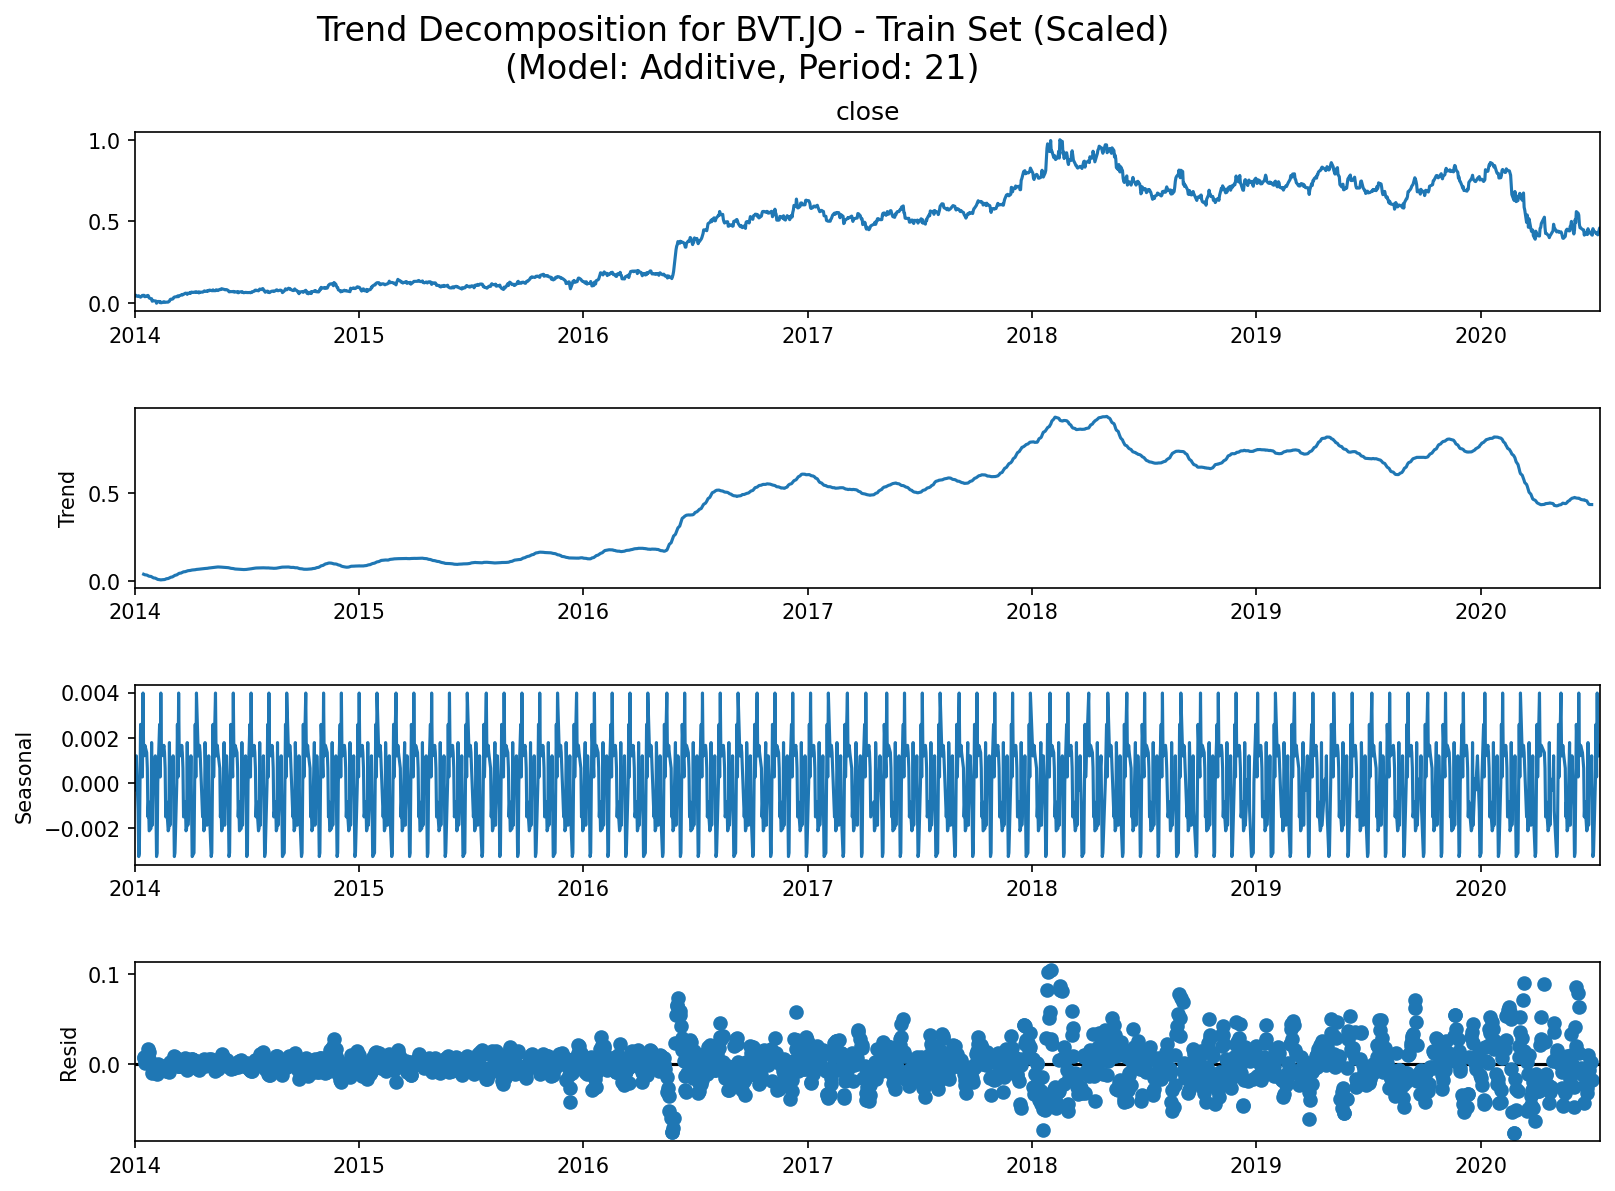 Trend Decomposition for BVT.JO - Train Set (Scaled)
(Model: Additive, Period: 21)
close
1.0
0.5
0.0
2014 2015 2016 2017 2018 2019 2020
Trend
0.5
0.0
2014 2015 2016 2017 2018 2019 2020
Seasonal
0.004
0.002
0.000
−0.002
2014 2015 2016 2017 2018 2019 2020
Resid
0.1
0.0
2014 2015 2016 2017 2018 2019 2020